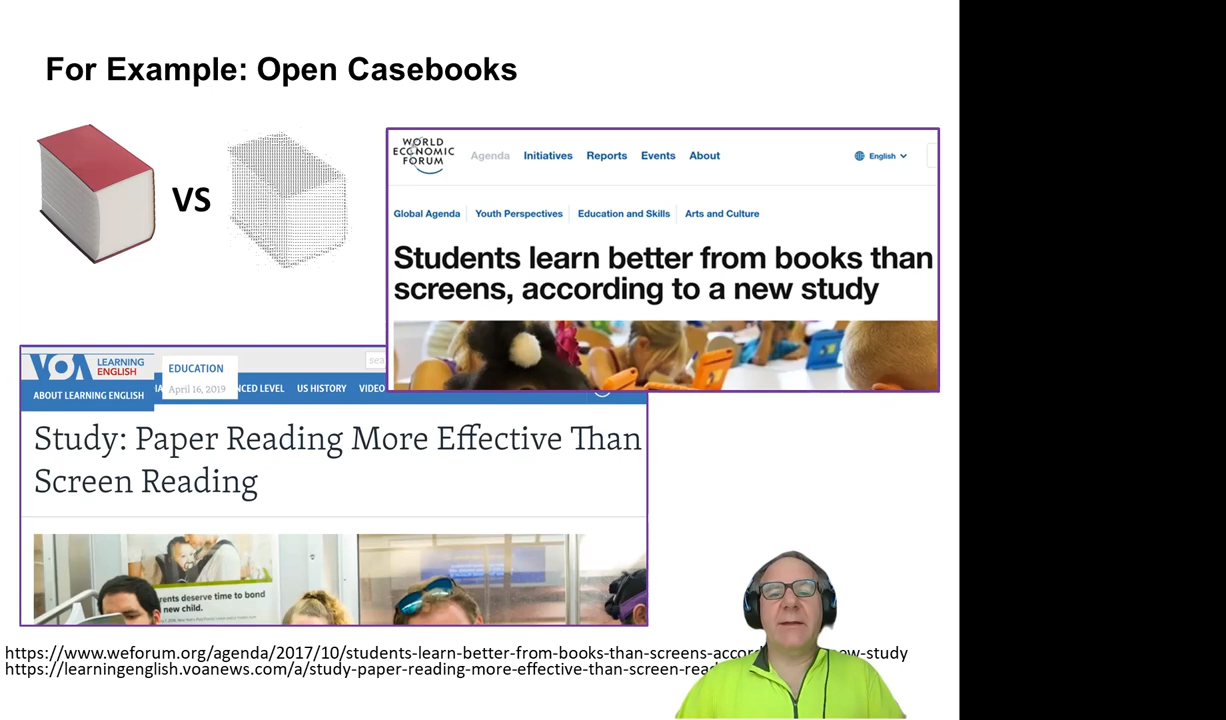 For Example: Open Casebooks
VS
WORLD
ECONOMIC
FORUM
Agenda Initiatives Reports Events About
English
Global Agenda Youth Perspectives Education and Skills Arts and Culture
Students learn better from books than
screens, according to a new study
VOA LEARNING
ENGLISH
EDUCATION
April 16, 2019
sea
ABOUT LEARNING ENGLISH
NCED LEVEL US HISTORY VIDEO
Study: Paper Reading More Effective Than
Screen Reading
rents deserve time to bond
new child.
https://www.weforum.org/agenda/2017/10/students-learn-better-from-books-than-screens-accor
w-study
https://learningenglish.voanews.com/a/study-paper-reading-more-effective-than-screen-read